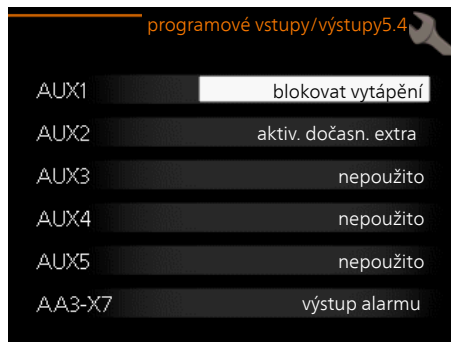 programové vstupy/výstupy5.4
AUX1 blokovat vytápění
AUX2 aktiv. dočasn. extra
AUX3 nepoužito
AUX4 nepoužito
AUX5 nepoužito
AA3-X7 výstup alarmu